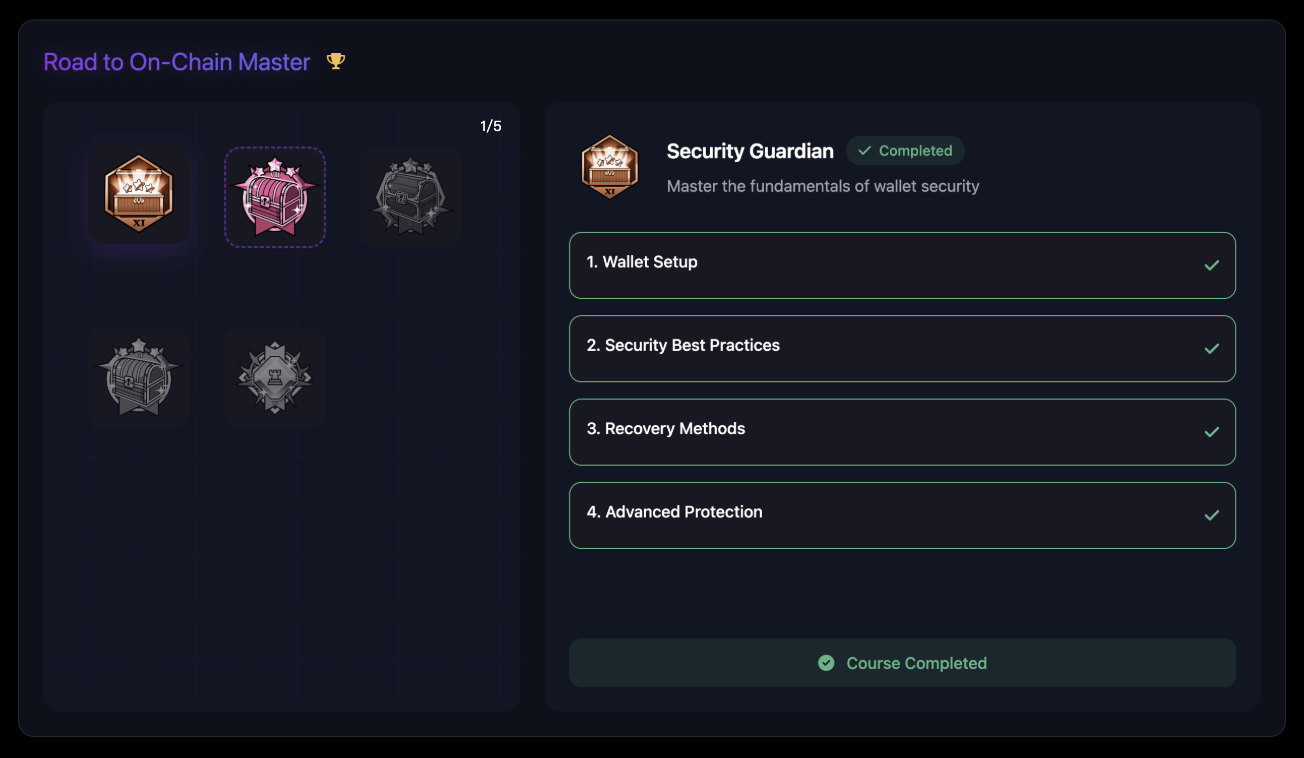 Road to On-Chain Master
1/5
XI
XI
Security Guardian
Completed
Master the fundamentals of wallet security
1. Wallet Setup
2. Security Best Practices
3. Recovery Methods
4. Advanced Protection
Course Completed